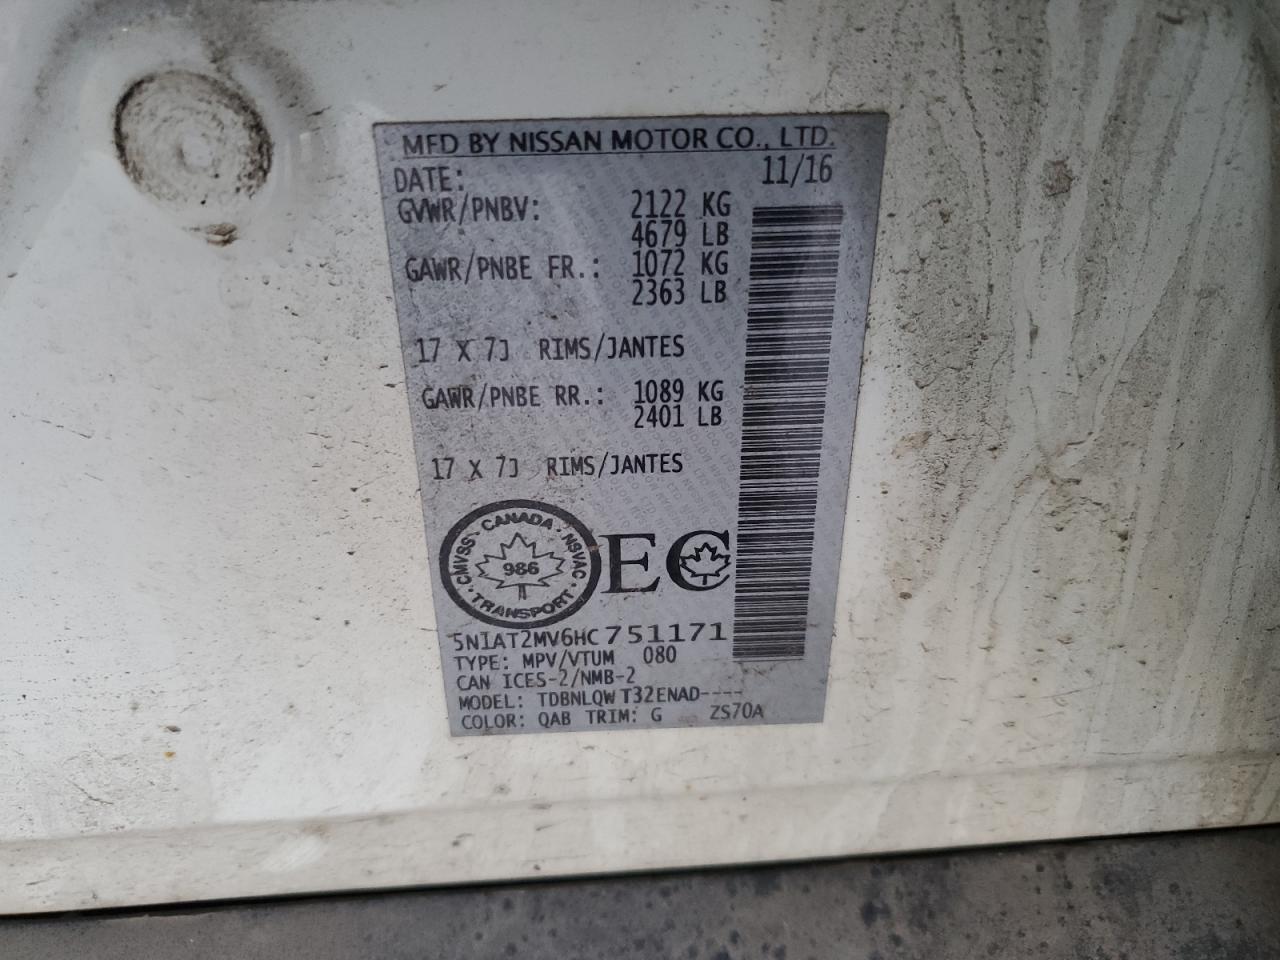 MFD BY NISSAN MOTOR CO., LTD.
DATE: 11/16
GVWR/PNBV: 2122 KG
4679 LB
GAWR/PNBE FR.: 1072 KG
2363 LB
17 X 7J RIMS/JANTES
GAWR/PNBE RR.: 1089 KG
2401 LB
17 X 7J RIMS/JANTES
CMVSS · CANADA · NSVAC · TRANSPORT ·
986
EC
5N1AT2MV6HC751171
TYPE: MPV/VTUM 080
CAN ICES-2/NMB-2
MODEL: TDBNLQW T32ENAD----
COLOR: QAB TRIM: G ZS70A